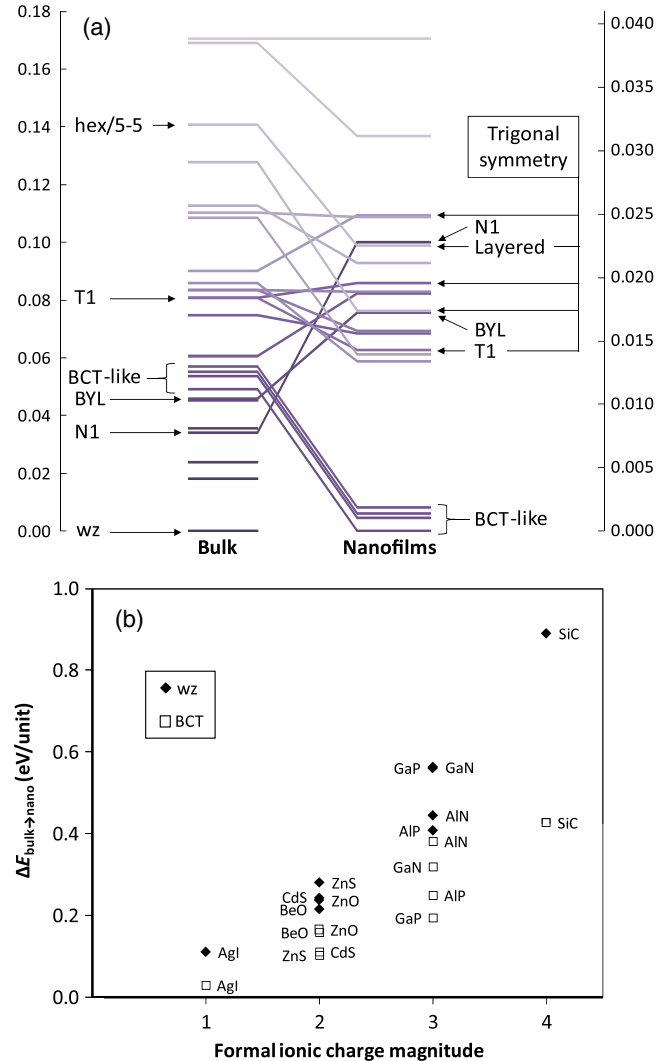 (a)
0.18
0.16
0.14
0.12
0.10
0.08
0.06
0.04
0.02
0.00
hex/5-5
T1
BCT-like
BYL
N1
wz
Bulk
Nanofilms
Trigonal
symmetry
N1
Layered
BYL
T1
BCT-like
0.040
0.035
0.030
0.025
0.020
0.015
0.010
0.005
0.000
(b)
1.0
0.8
0.6
0.4
0.2
0.0
ΔEbulk→nano (eV/unit)
wz
BCT
SiC
GaP GaN
AlN
AlP
AlN
SiC
GaN
AlP
GaP
ZnS
CdS
ZnO
BeO
BeO ZnO
ZnS CdS
AgI
AgI
1 2 3 4
Formal ionic charge magnitude